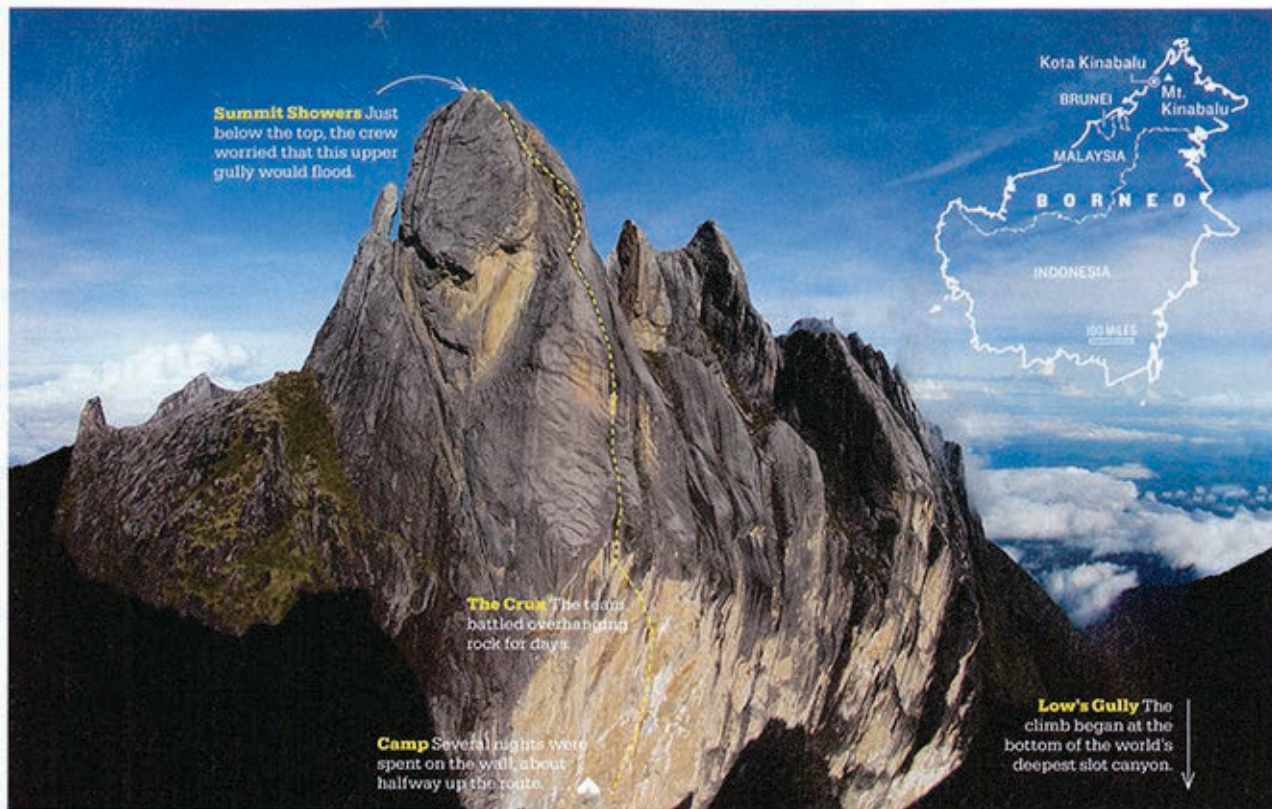 Summit Showers Just
below the top, the crew
worried that this upper
gully would flood.
Kota Kinabalu
Mt.
Kinabalu
BRUNEI
MALAYSIA
BORNEO
INDONESIA
100 MILES
The Crux The team
battled overhanging
rock for days.
Camp Several nights were
spent on the wall, about
halfway up the route.
Low's Gully The
climb began at the
bottom of the world's
deepest slot canyon.